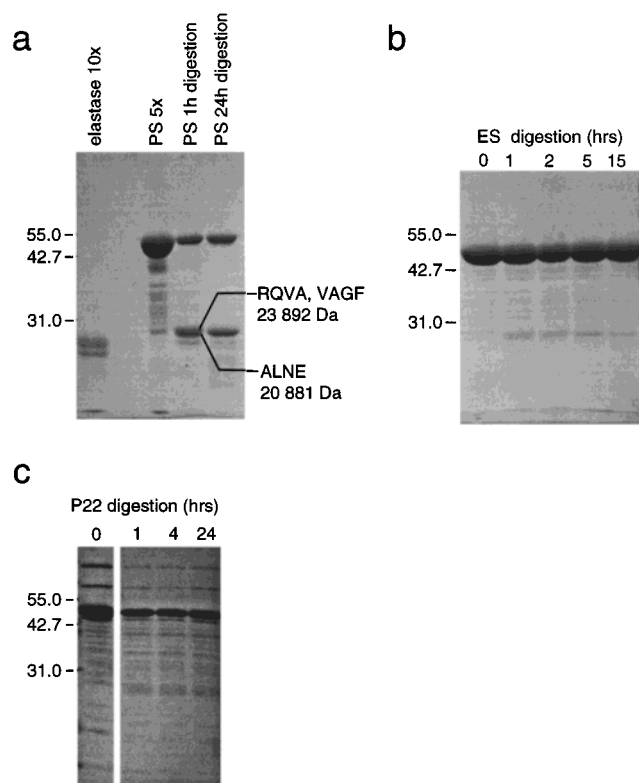 a
elastase 10x
PS 5x
PS 1h digestion
PS 24h digestion
55.0
42.7
31.0
RQVA, VAGF
23 892 Da
ALNE
20 881 Da
b
ES digestion (hrs)
0 1 2 5 15
55.0
42.7
31.0
c
P22 digestion (hrs)
0 1 4 24
55.0
42.7
31.0